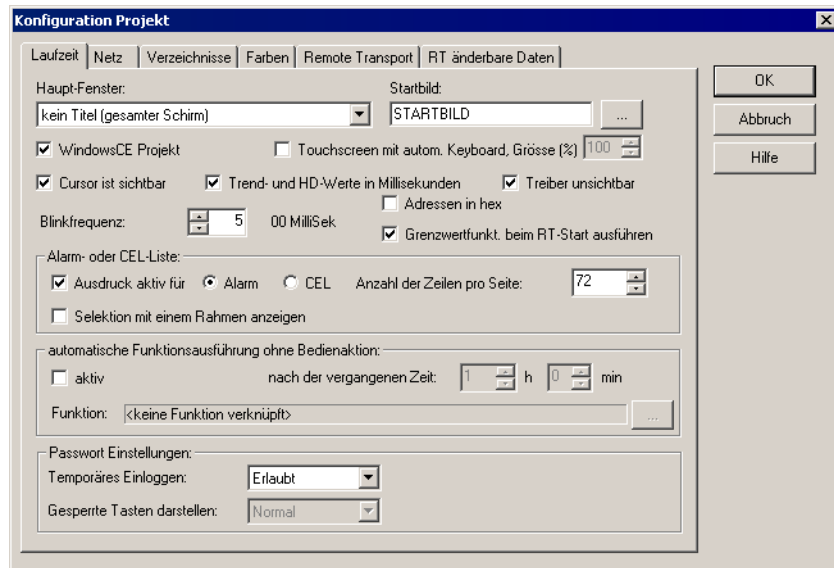 Konfiguration Projekt
Laufzeit Netz Verzeichnisse Farben Remote Transport RT änderbare Daten
Haupt-Fenster: Startbild:
kein Titel (gesamter Schirm) STARTBILD ...
WindowsCE Projekt Touchscreen mit autom. Keyboard, Grösse (%) 100
Cursor ist sichtbar Trend- und HD-Werte in Millisekunden Treiber unsichtbar
Adressen in hex
Blinkfrequenz: 5 00 MilliSek
Grenzwertfunkt. beim RT-Start ausführen
Alarm- oder CEL-Liste:
Ausdruck aktiv für Alarm CEL Anzahl der Zeilen pro Seite: 72
Selektion mit einem Rahmen anzeigen
automatische Funktionsausführung ohne Bedienaktion:
aktiv nach der vergangenen Zeit: 1 h 0 min
Funktion: <keine Funktion verknüpft> ...
Passwort Einstellungen:
Temporäres Einloggen: Erlaubt
Gesperrte Tasten darstellen: Normal
OK
Abbruch
Hilfe